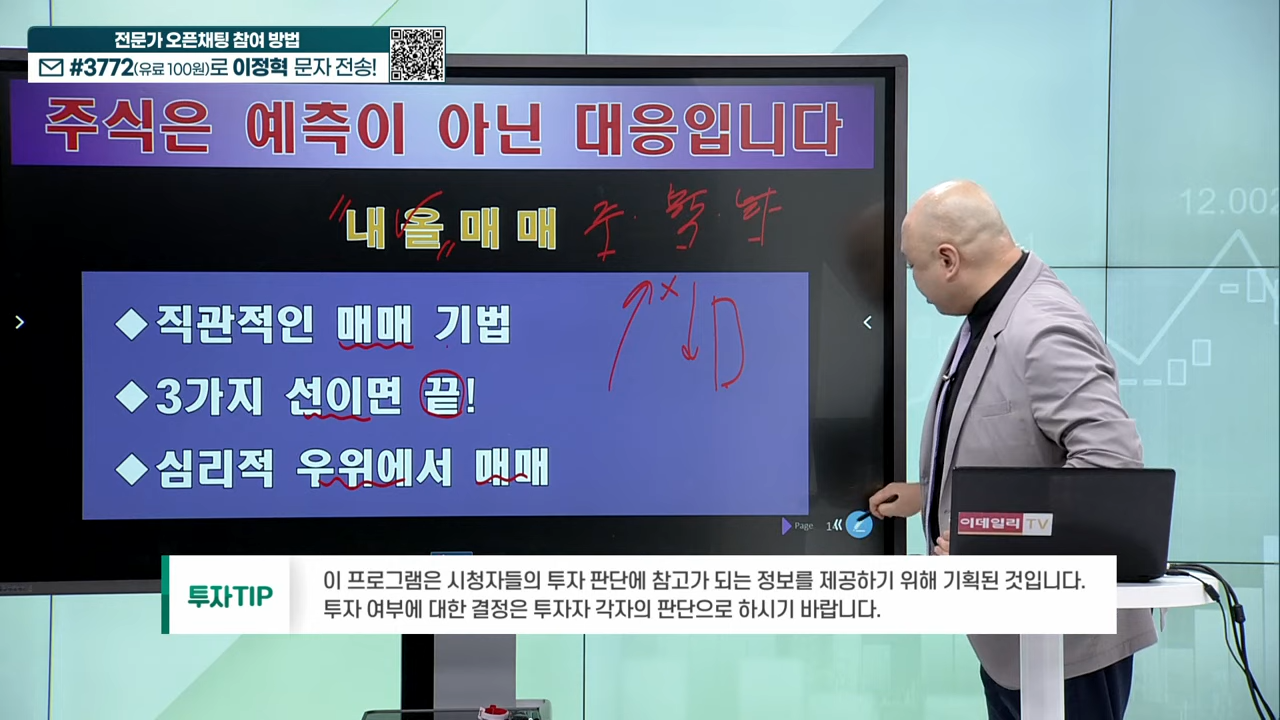 전문가 오픈채팅 참여 방법
#3772(유료 100원)로 이정혁 문자 전송!
주식은 예측이 아닌 대응입니다
"내올매매"
◆직관적인 매매 기법
◆3가지 선이면 끝!
◆심리적 우위에서 매매
Page
12.002
이데일리TV
투자TIP
이 프로그램은 시청자들의 투자 판단에 참고가 되는 정보를 제공하기 위해 기획된 것입니다.
투자 여부에 대한 결정은 투자자 각자의 판단으로 하시기 바랍니다.